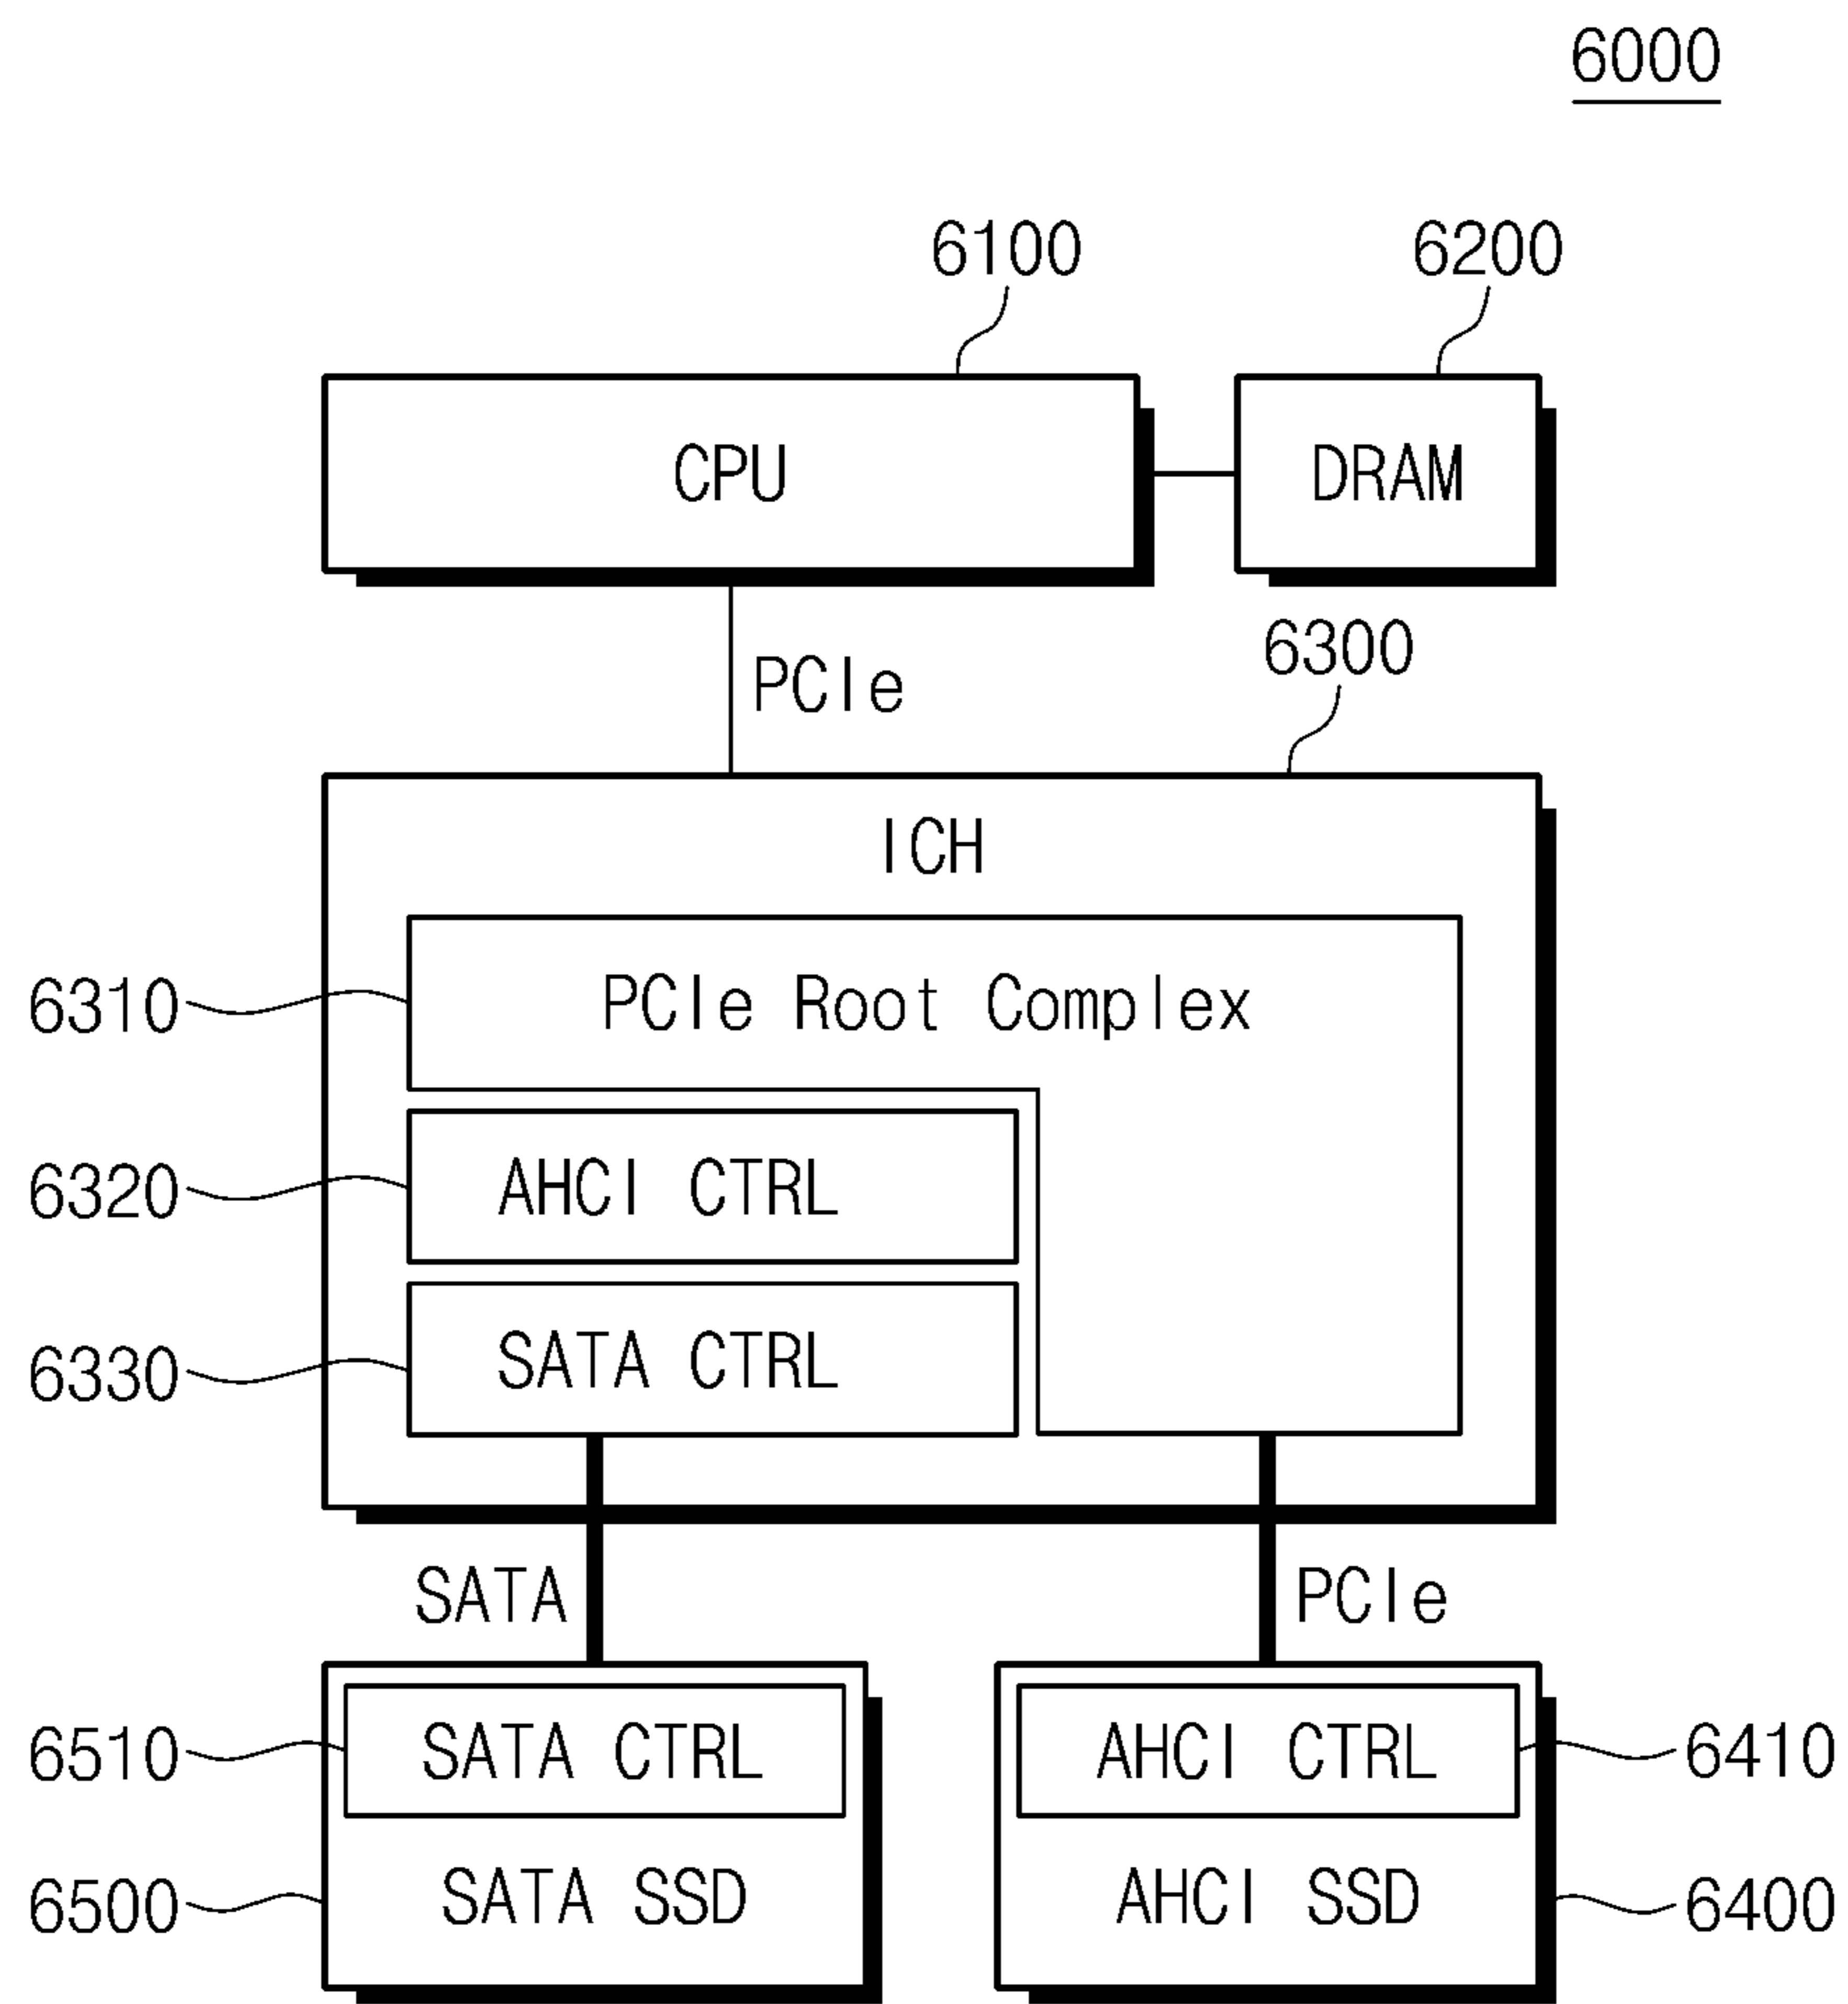 6000
6100
6200
CPU
DRAM
PCIe
6300
ICH
6310
PCIe Root Complex
6320
AHCI CTRL
6330
SATA CTRL
SATA
PCIe
6510
SATA CTRL
AHCI CTRL
6410
6500
SATA SSD
AHCI SSD
6400